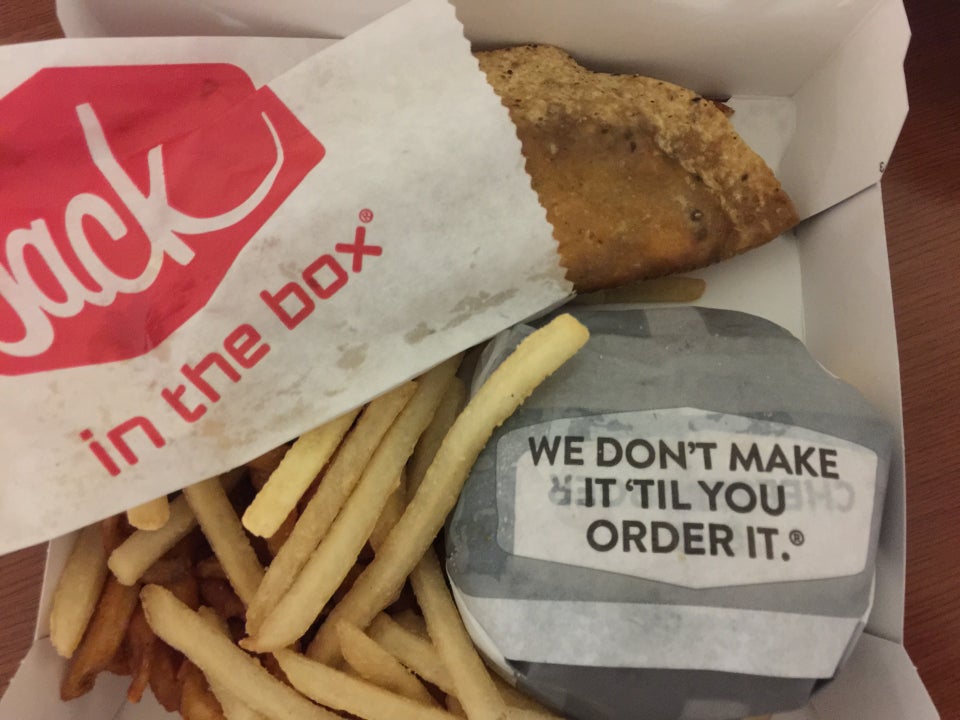 Jack
in the box®
WE DON'T MAKE
IT 'TIL YOU
ORDER IT.®